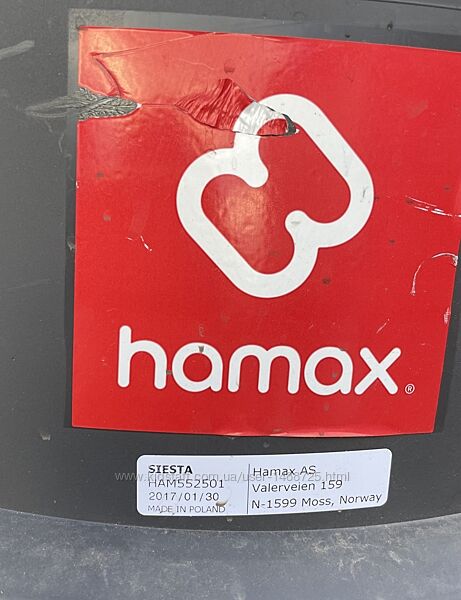 hamax®
SIESTA
HAM552501
2017/01/30
MADE IN POLAND
Hamax AS
Valerveien 159
N-1599 Moss, Norway